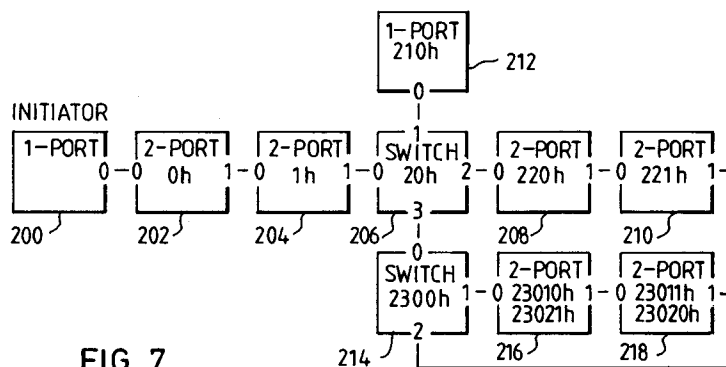 1-PORT
210h
212
0
INITIATOR
1-PORT
0
200
0
2-PORT
0h
1
202
0
2-PORT
1h
1
204
1
0
SWITCH
20h
2
3
206
0
2-PORT
220h
1
208
0
2-PORT
221h
1
210
0
SWITCH
2300h
1
2
214
0
2-PORT
23010h
23021h
1
216
0
2-PORT
23011h
23020h
1
218
FIG. 7